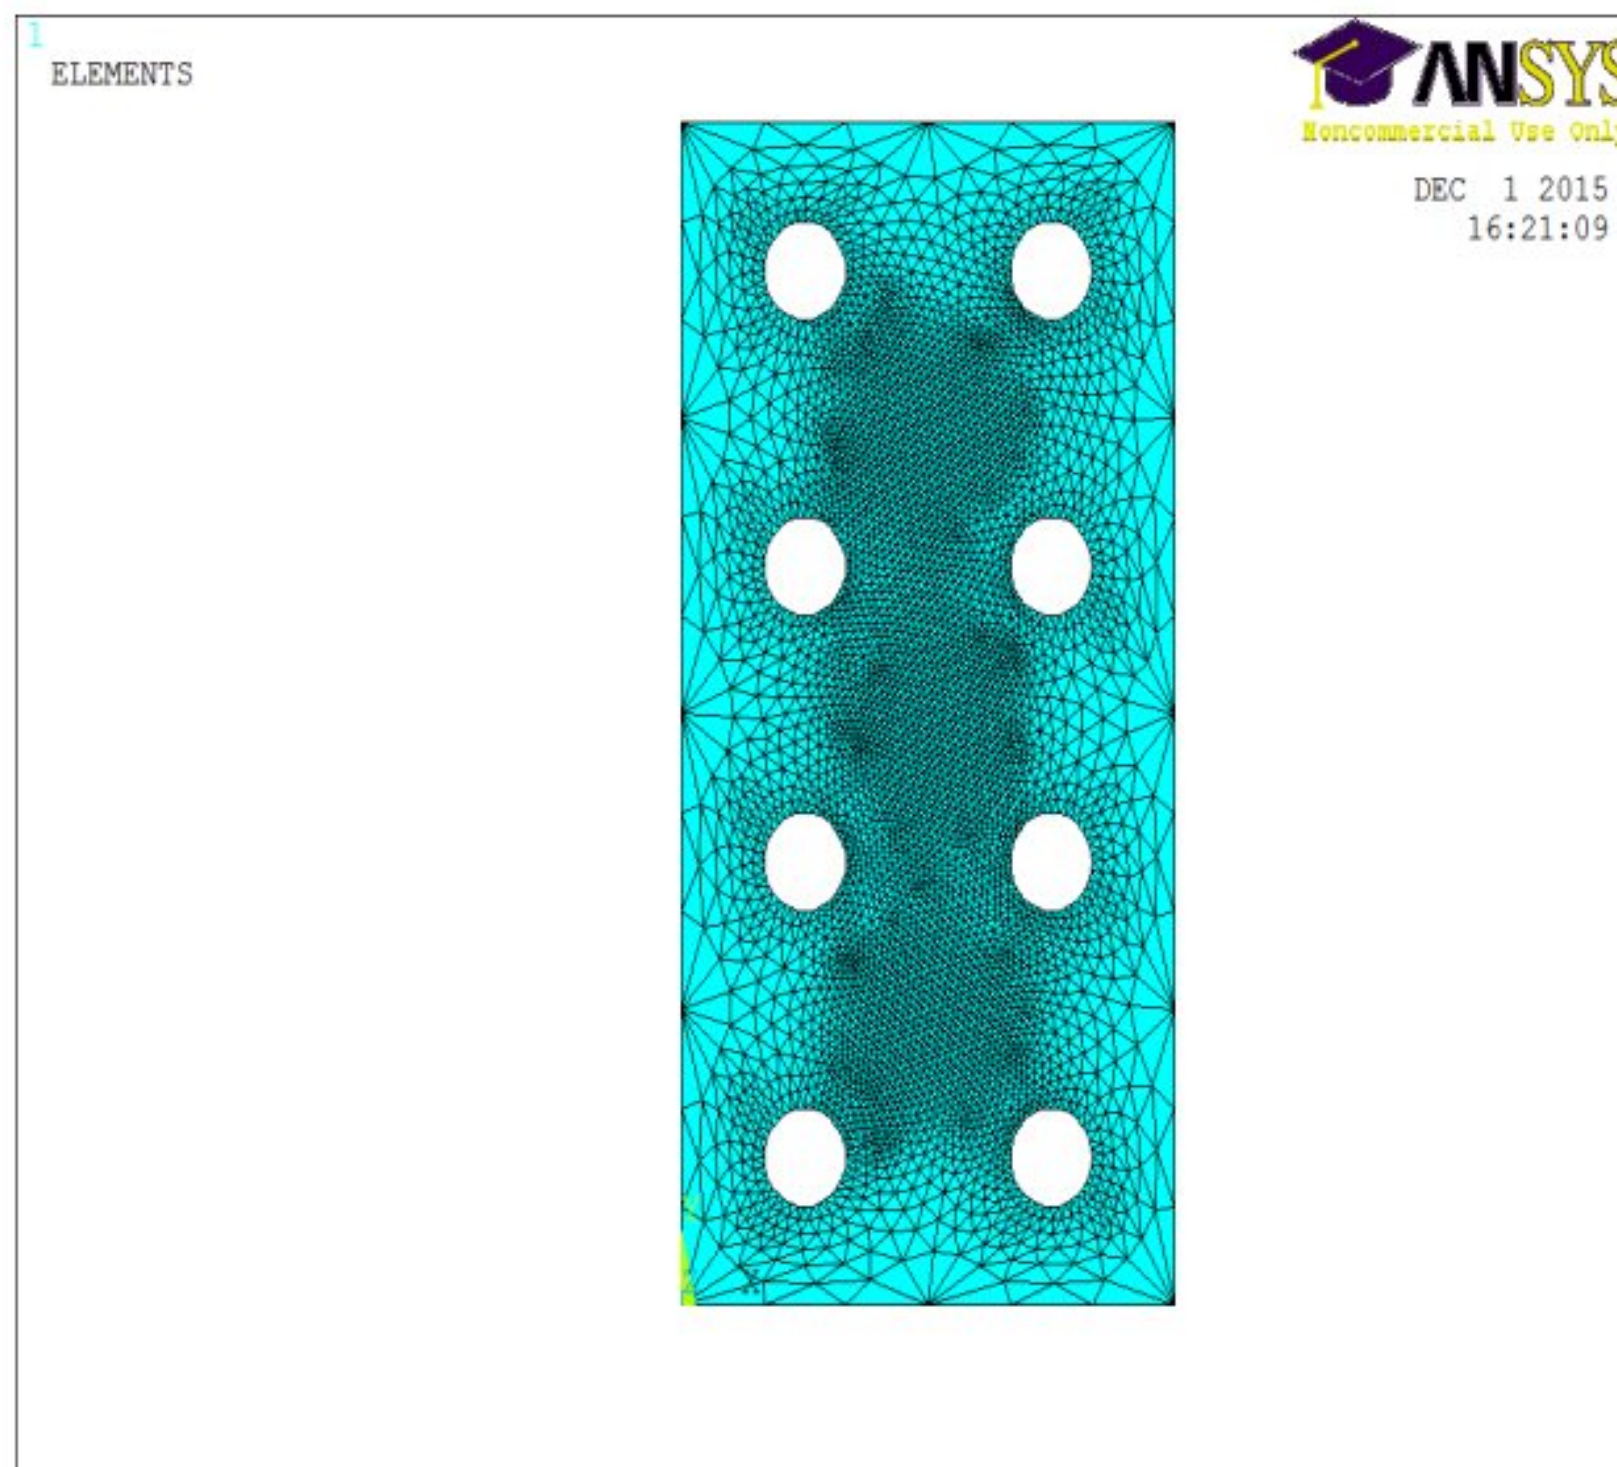 1
ELEMENTS
ANSYS
Noncommercial Use Only
DEC 1 2015
16:21:09
X